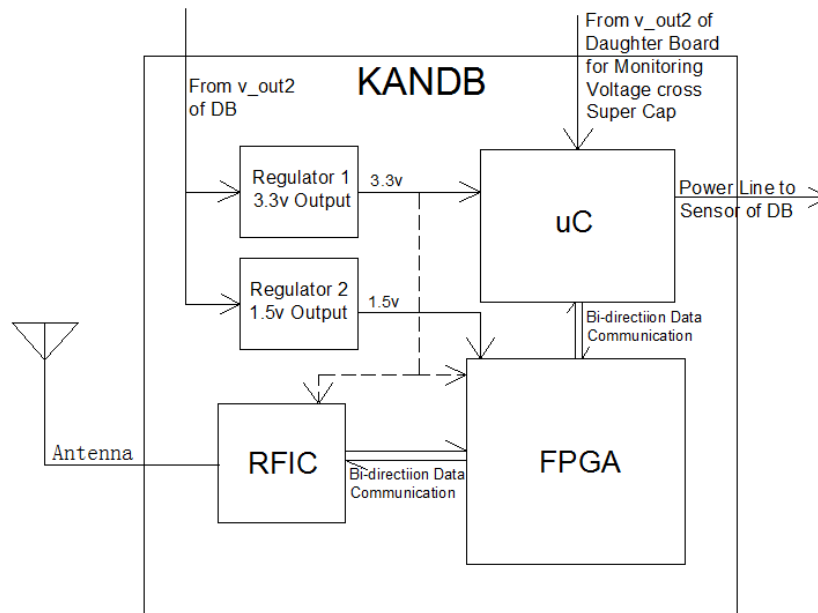 From v_out2 of
Daughter Board
for Monitoring
Voltage cross
Super Cap
KANDB
From v_out2
of DB
Regulator 1
3.3v Output
3.3v
uC
Power Line to
Sensor of DB
Regulator 2
1.5v Output
1.5v
Bi-directiion Data
Communication
Antenna
RFIC
Bi-directiion Data
Communication
FPGA